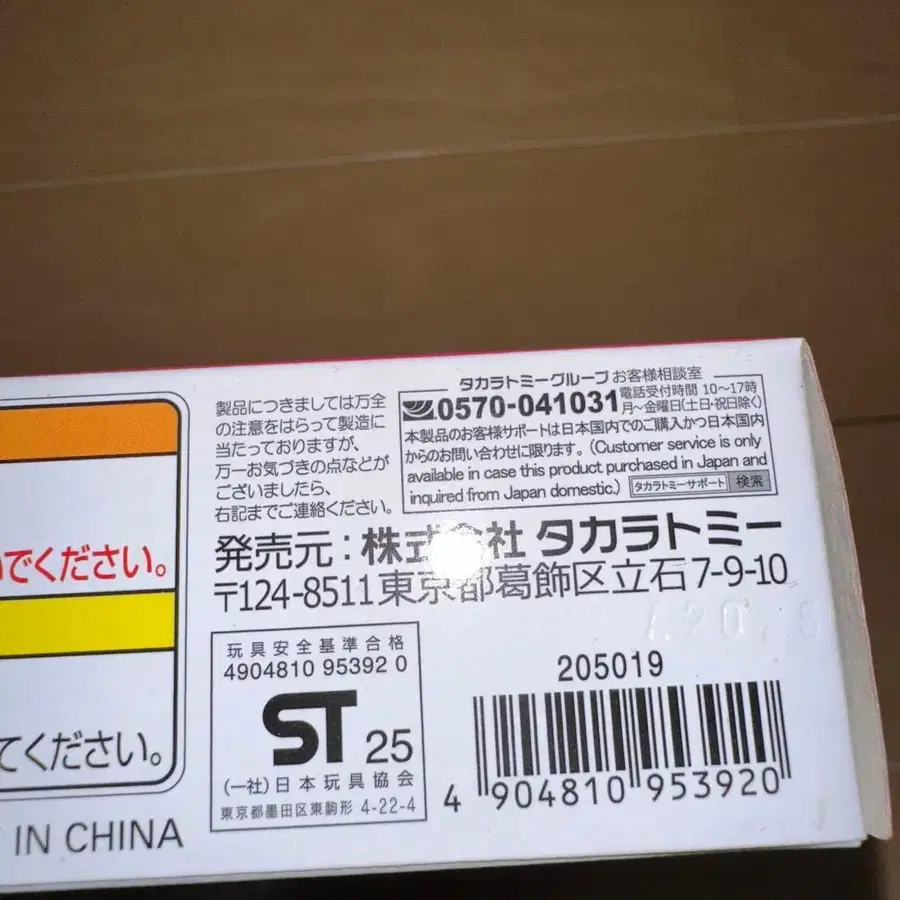 でください。
てください。
IN CHINA
製品につきましては万全
の注意をはらって製造に
当たっておりますが、
万一お気づきの点などが
ございましたら、
右記までご連絡ください。
タカラトミーグループ お客様相談室
0570-041031 電話受付時間 10〜17時
月〜金曜日(土日・祝日除く)
本製品のお客様サポートは日本国内でのご購入かつ日本国内
からのお問い合わせに限ります。(Customer service is only
available in case this product purchased in Japan and
inquired from Japan domestic.) タカラトミーサポート 検索
発売元：株式会社 タカラトミー
〒124-8511 東京都葛飾区立石7-9-10
玩具安全基準合格
4904810 95392 0
ST 25
(一社)日本玩具協会
東京都墨田区東駒形 4-22-4
205019
4 904810 953920